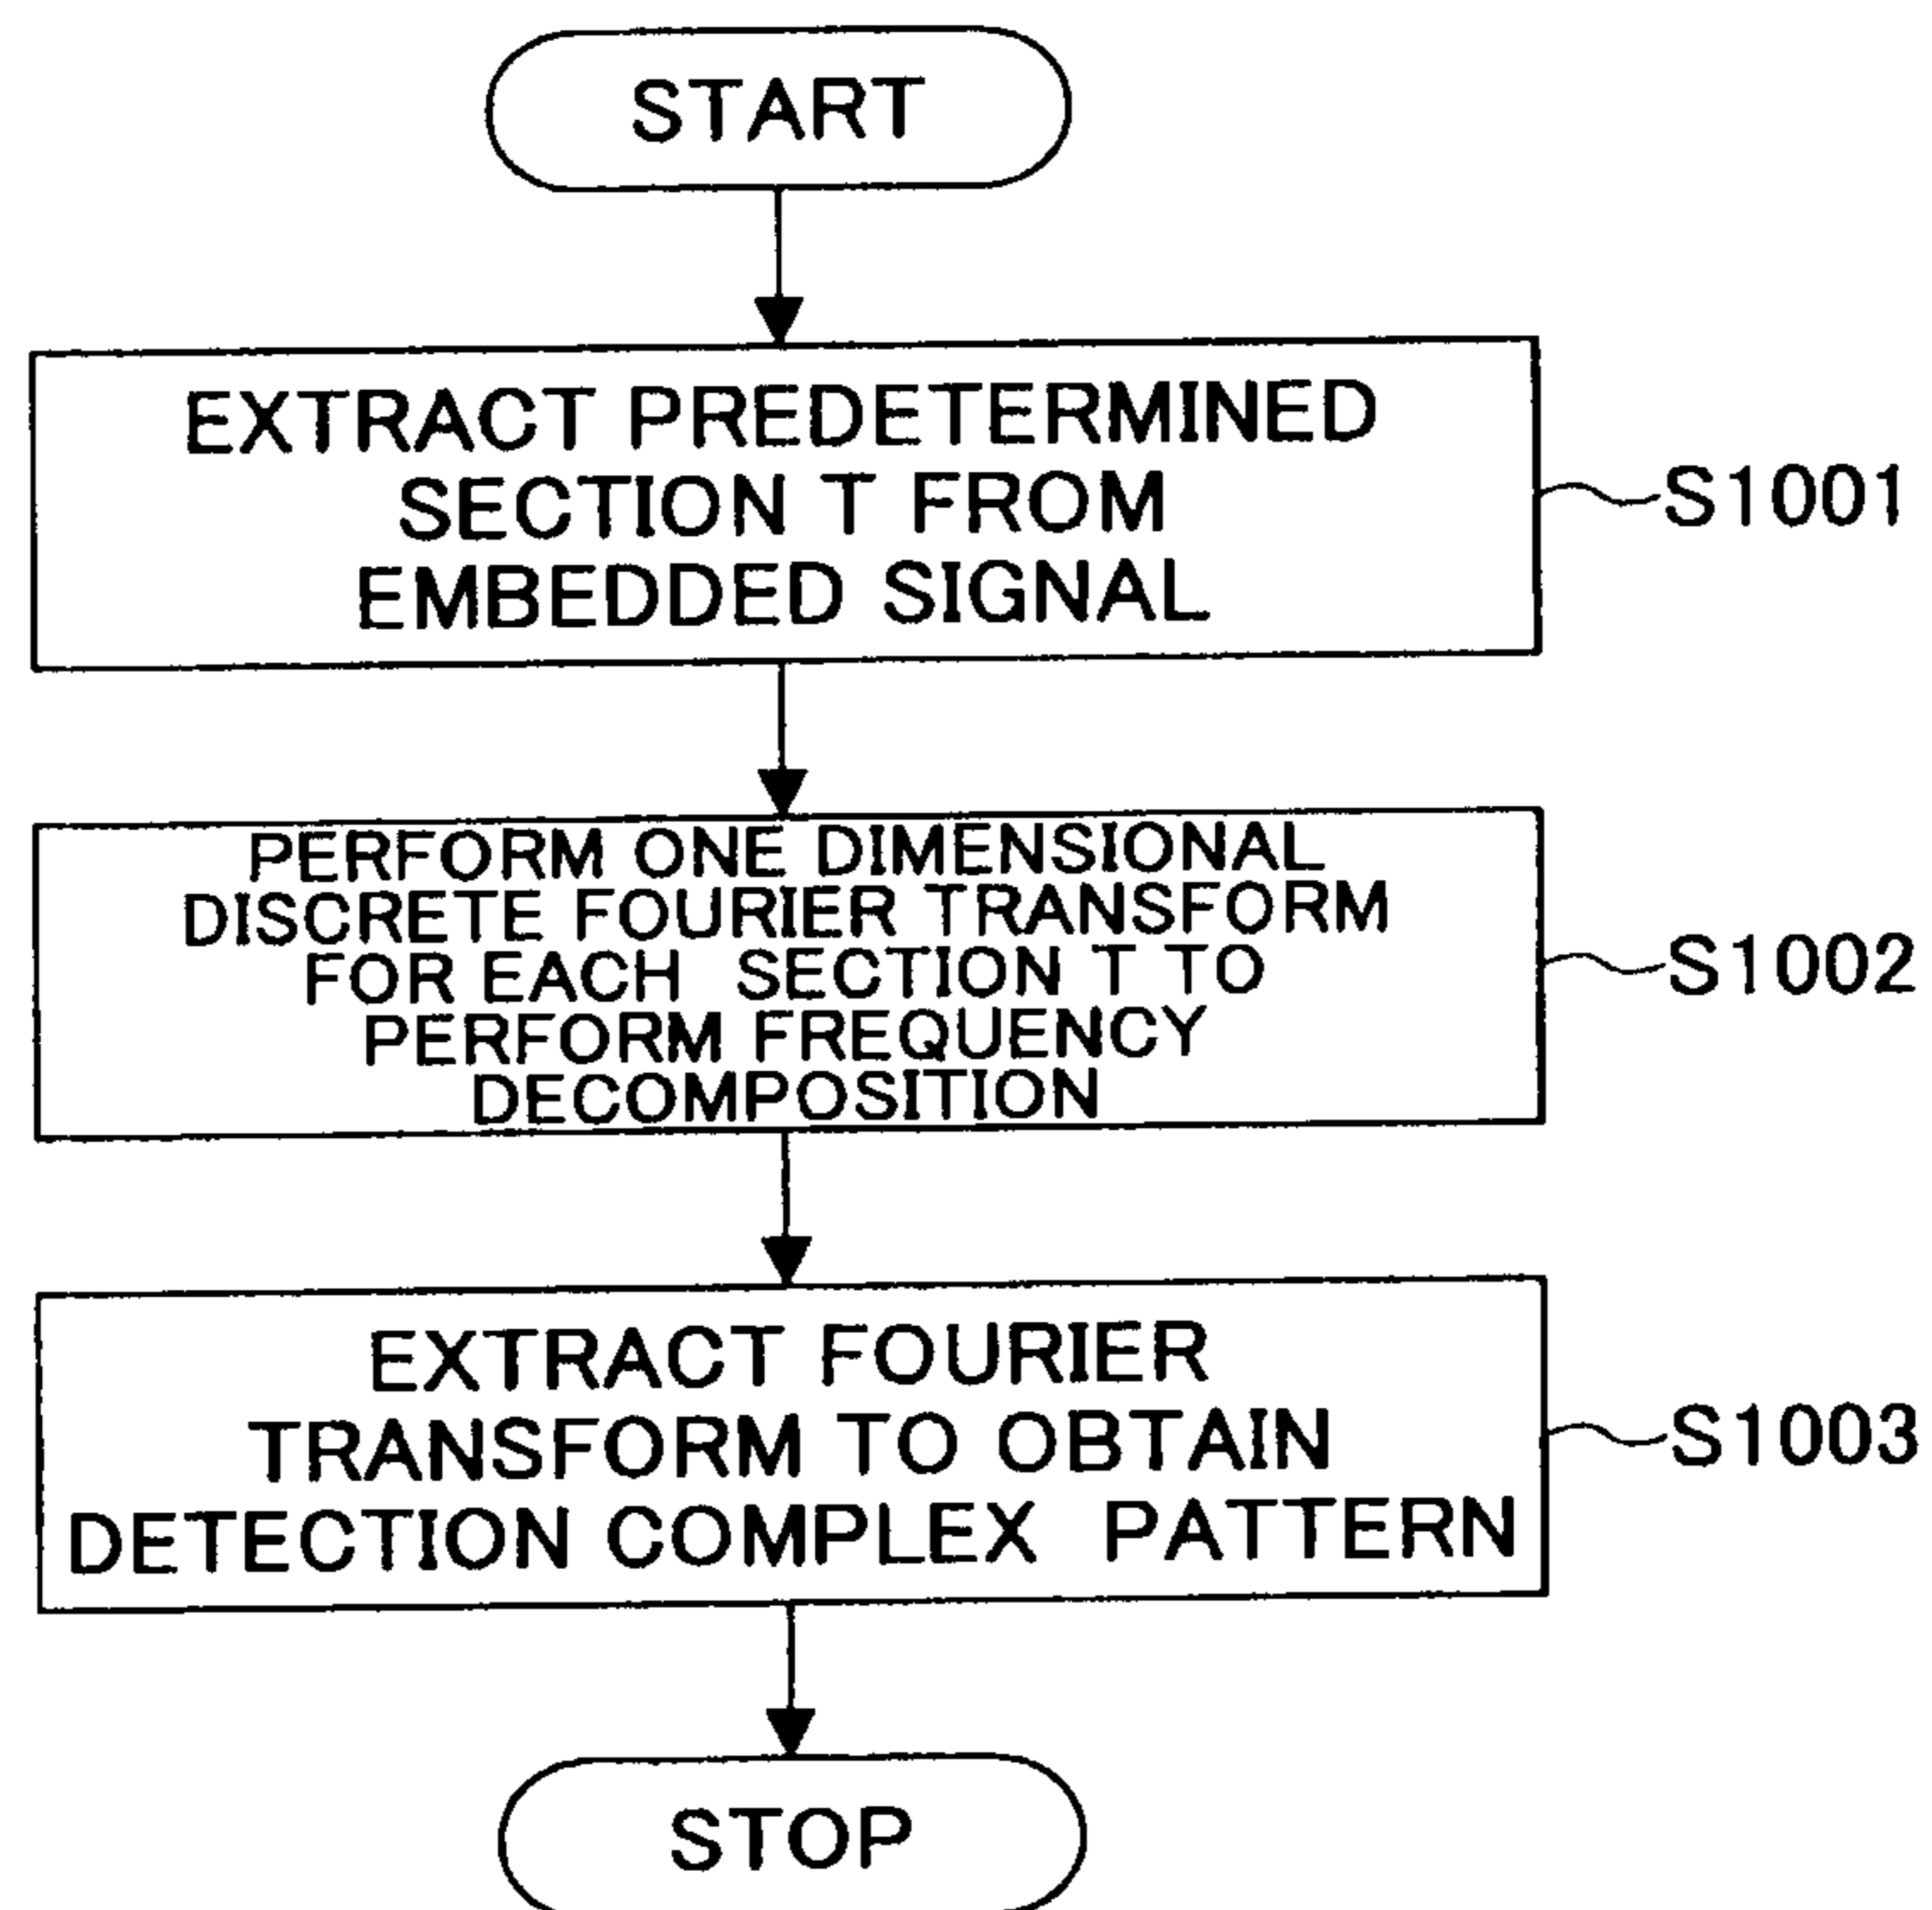 START
EXTRACT PREDETERMINED
SECTION T FROM
EMBEDDED SIGNAL
S1001
PERFORM ONE DIMENSIONAL
DISCRETE FOURIER TRANSFORM
FOR EACH SECTION T TO
PERFORM FREQUENCY
DECOMPOSITION
S1002
EXTRACT FOURIER
TRANSFORM TO OBTAIN
DETECTION COMPLEX PATTERN
S1003
STOP